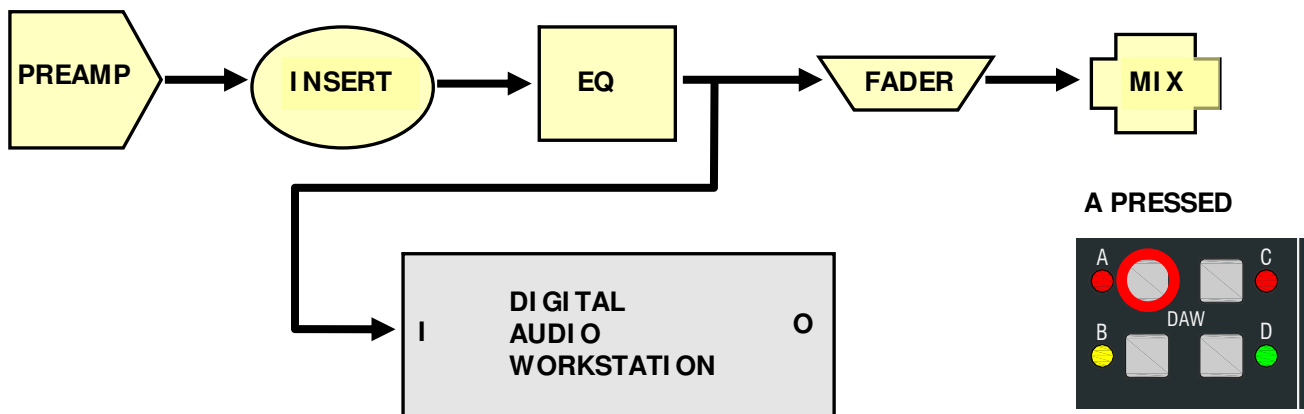 PREAMP
INSERT
EQ
FADER
MIX
A PRESSED
A
C
DAW
B
D
I
DIGITAL
AUDIO
WORKSTATION
O